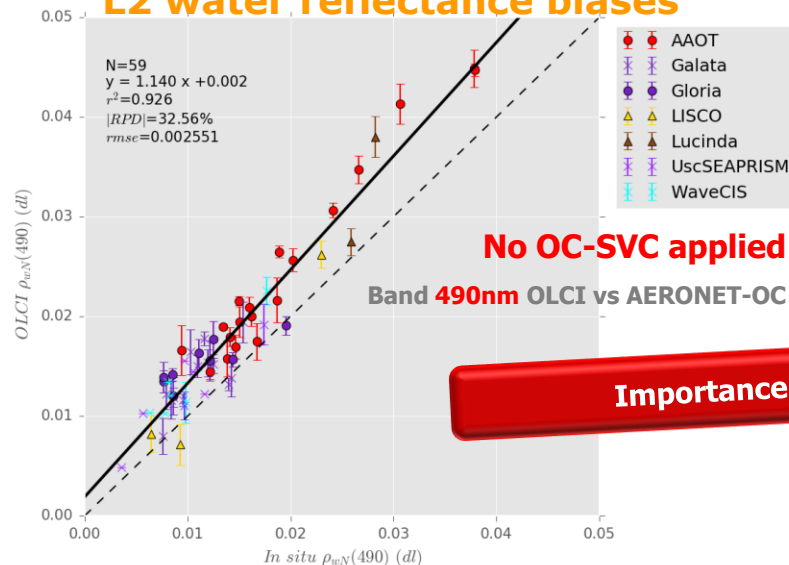 L2 water reflectance biases
0.05
N=59
y = 1.140 x +0.002
r²=0.926
|RPD|=32.56%
rmse=0.002551
0.04
0.03
0.02
0.01
0.00
OLCI ρwN(490) (dl)
0.00 0.01 0.02 0.03 0.04 0.05
In situ ρwN(490) (dl)
AAOT
Galata
Gloria
LISCO
Lucinda
UscSEAPRISM
WaveCIS
No OC-SVC applied
Band 490nm OLCI vs AERONET-OC
Importance